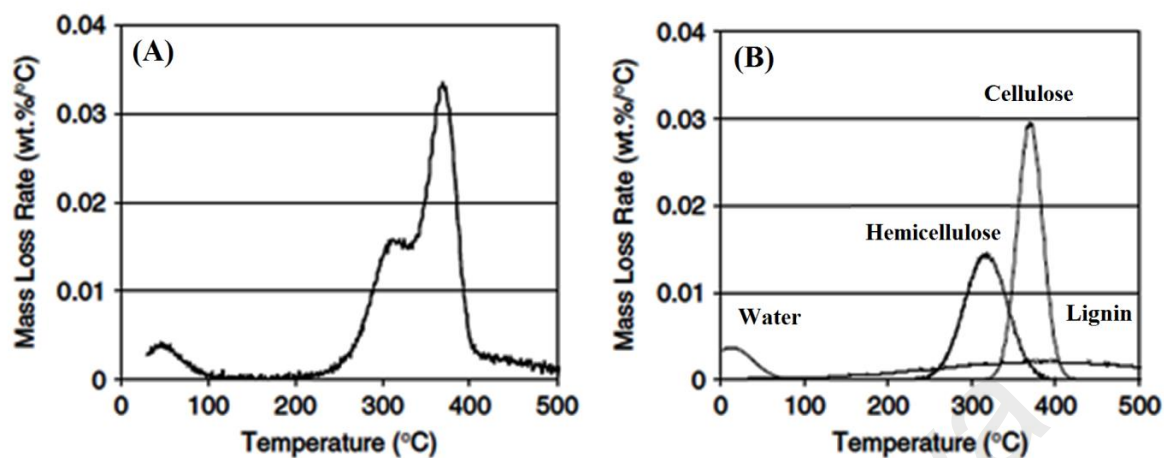 (A)
Mass Loss Rate (wt.%/°C)
0.04
0.03
0.02
0.01
0
0 100 200 300 400 500
Temperature (°C)
(B)
Mass Loss Rate (wt.%/°C)
0.04
0.03
0.02
0.01
0
Cellulose
Hemicellulose
Water
Lignin
0 100 200 300 400 500
Temperature (°C)